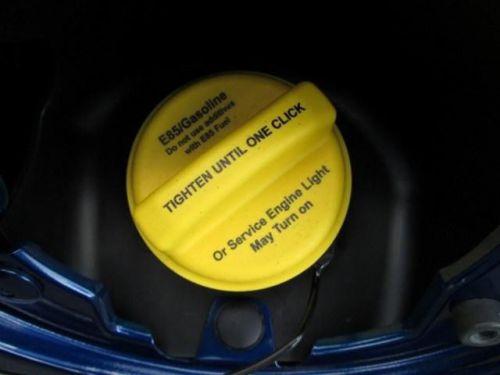 E85/Gasoline
Do not use additives
with E85 Fuel
TIGHTEN UNTIL ONE CLICK
Or Service Engine Light
May Turn on